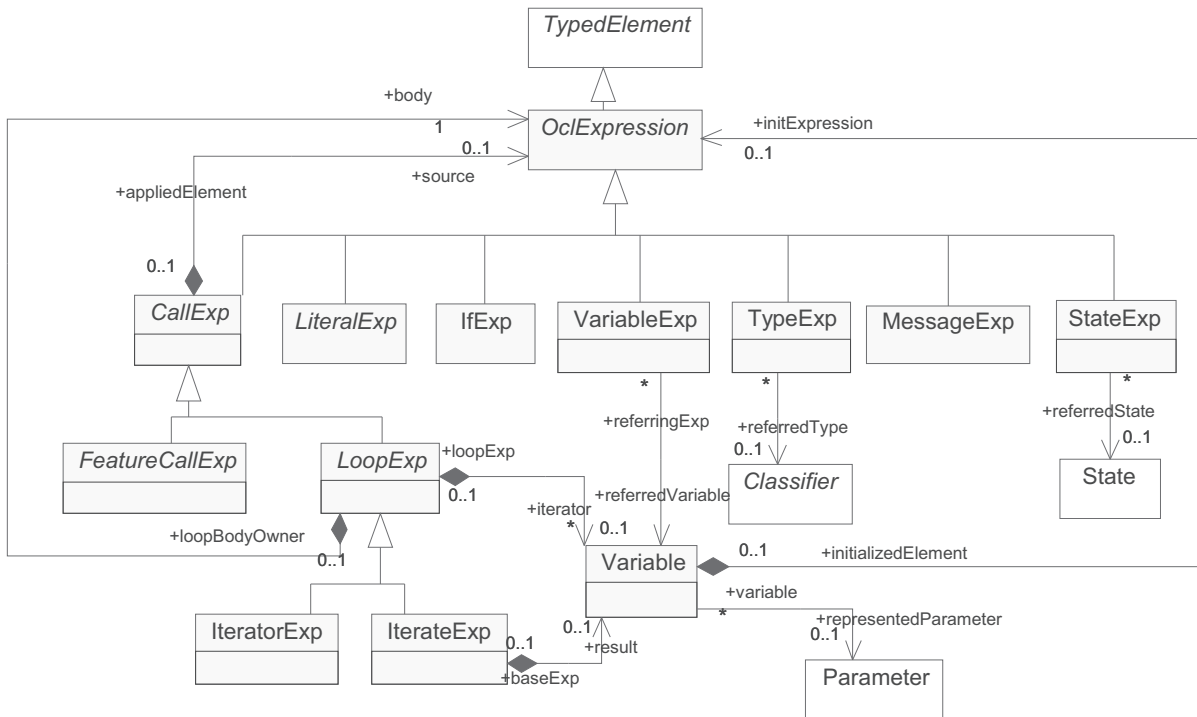 TypedElement
+body
1
OclExpression
+initExpression
0..1
0..1
+source
+appliedElement
0..1
CallExp
LiteralExp
IfExp
VariableExp
TypeExp
MessageExp
StateExp
*
*
*
+referringExp
+referredType
+referredState
0..1
0..1
FeatureCallExp
LoopExp
+loopExp
0..1
Classifier
State
+referredVariable
+iterator
*
0..1
+loopBodyOwner
0..1
Variable
0..1
+initializedElement
+variable
*
+representedParameter
0..1
IteratorExp
IterateExp
0..1
0..1
+result
+baseExp
Parameter